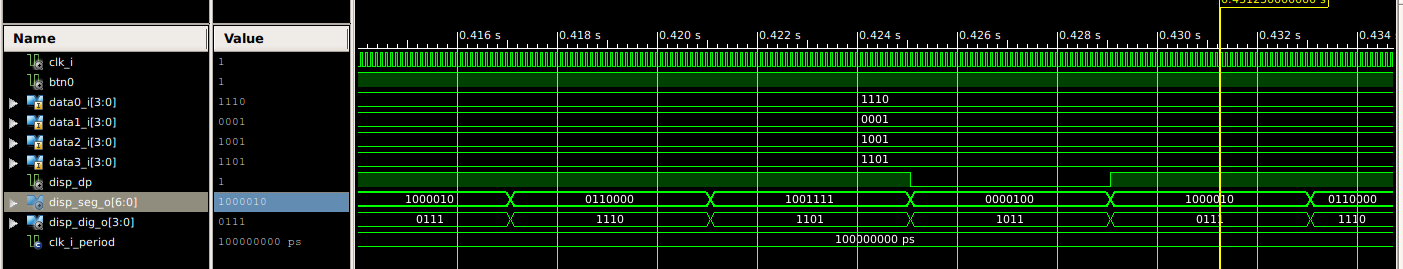 Name Value 0.416 s 0.418 s 0.420 s 0.422 s 0.424 s 0.426 s 0.428 s 0.430 s 0.432 s 0.434
clk_i 1
btn0 1
data0_i[3:0] 1110 1110
data1_i[3:0] 0001 0001
data2_i[3:0] 1001 1001
data3_i[3:0] 1101 1101
disp_dp 1
disp_seg_o[6:0] 1000010 1000010 0110000 1001111 0000100 1000010 0110000
disp_dig_o[3:0] 0111 0111 1110 1101 1011 0111 1110
clk_i_period 100000000 ps 100000000 ps